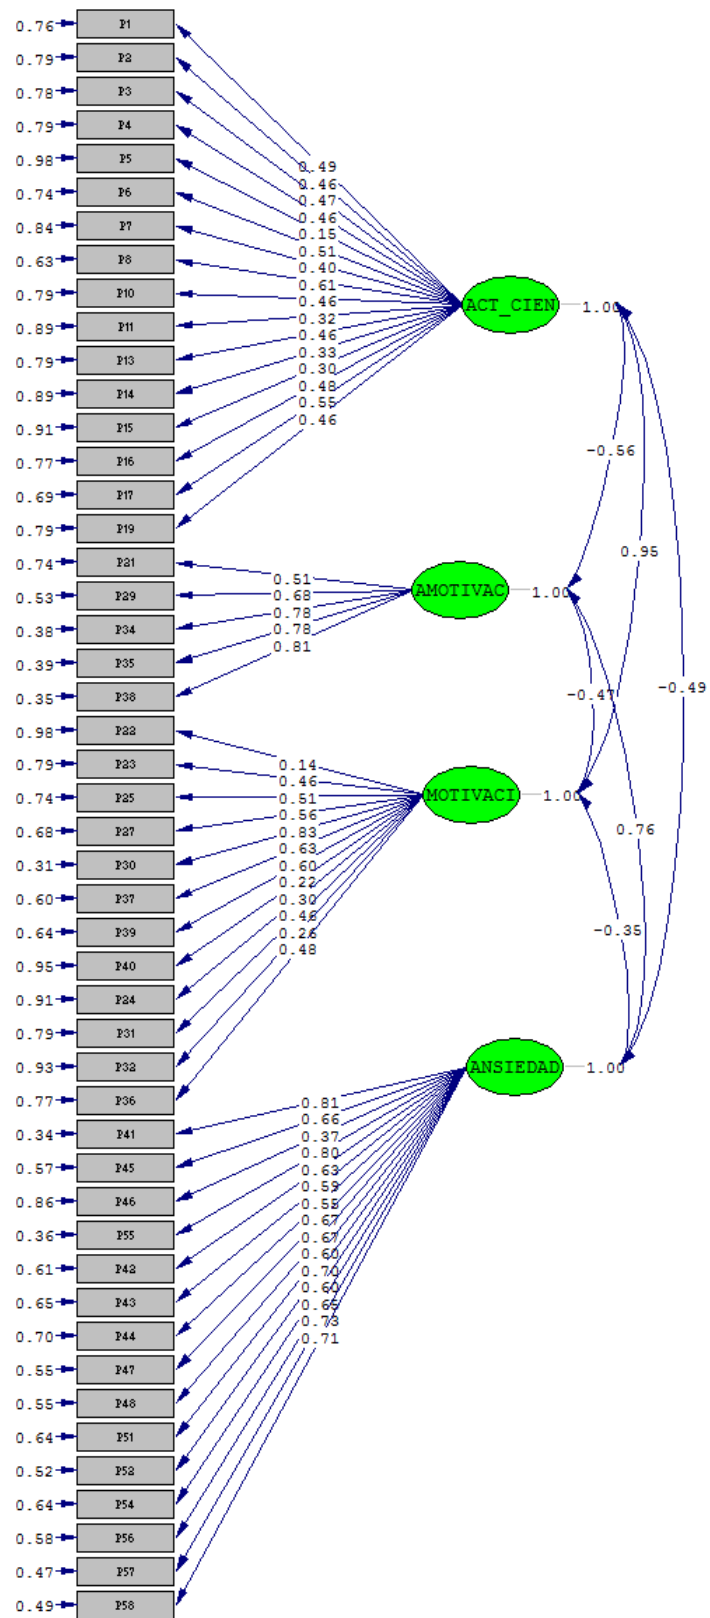 0.76 P1
0.79 P2
0.78 P3
0.79 P4
0.98 P5
0.74 P6
0.84 P7
0.63 P8
0.79 P10
0.89 P11
0.79 P13
0.89 P14
0.91 P15
0.77 P16
0.69 P17
0.79 P19
0.74 P21
0.53 P29
0.38 P34
0.39 P35
0.35 P38
0.98 P22
0.79 P23
0.74 P25
0.68 P27
0.31 P30
0.60 P37
0.64 P39
0.95 P40
0.91 P24
0.79 P31
0.93 P32
0.77 P36
0.34 P41
0.57 P45
0.86 P46
0.36 P55
0.61 P42
0.65 P43
0.70 P44
0.55 P47
0.55 P48
0.64 P51
0.52 P52
0.64 P54
0.58 P56
0.47 P57
0.49 P58
0.49
0.46
0.47
0.46
0.15
0.51
0.40
0.61
0.46
0.32
0.46
0.33
0.30
0.48
0.55
0.46
ACT_CIEN 1.00
0.51
0.68
0.78
0.78
0.81
AMOTIVAC 1.00
0.14
0.46
0.51
0.56
0.83
0.63
0.60
0.22
0.30
0.46
0.26
0.48
MOTIVACI 1.00
0.81
0.66
0.37
0.80
0.63
0.59
0.55
0.67
0.67
0.60
0.70
0.60
0.65
0.73
0.71
ANSIEDAD 1.00
-0.56
0.95
-0.49
-0.47
0.76
-0.35